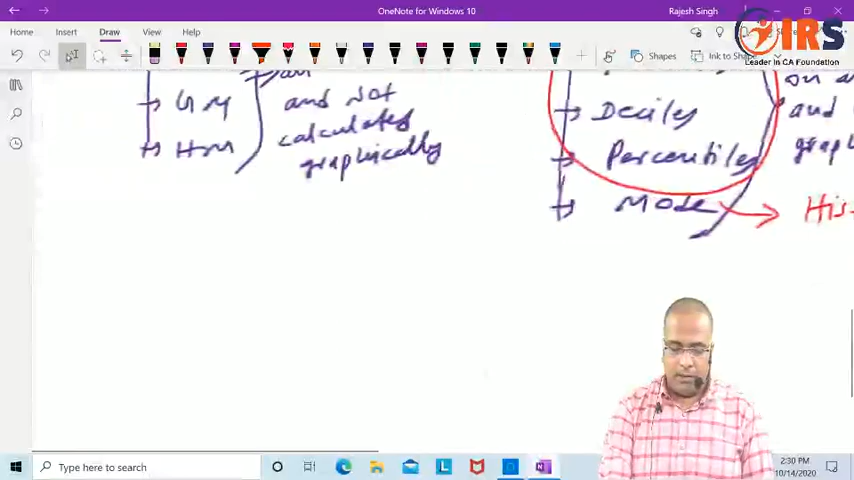 OneNote for Windows 10
Rajesh Singh
Home Insert Draw View Help
Shapes
Ink to Shape
IRS
Leader in CA Foundation
GM
HM
and not
calculated
graphically
Deciles
Percentiles
Mode
and
His
Type here to search
2:30 PM
10/14/2020